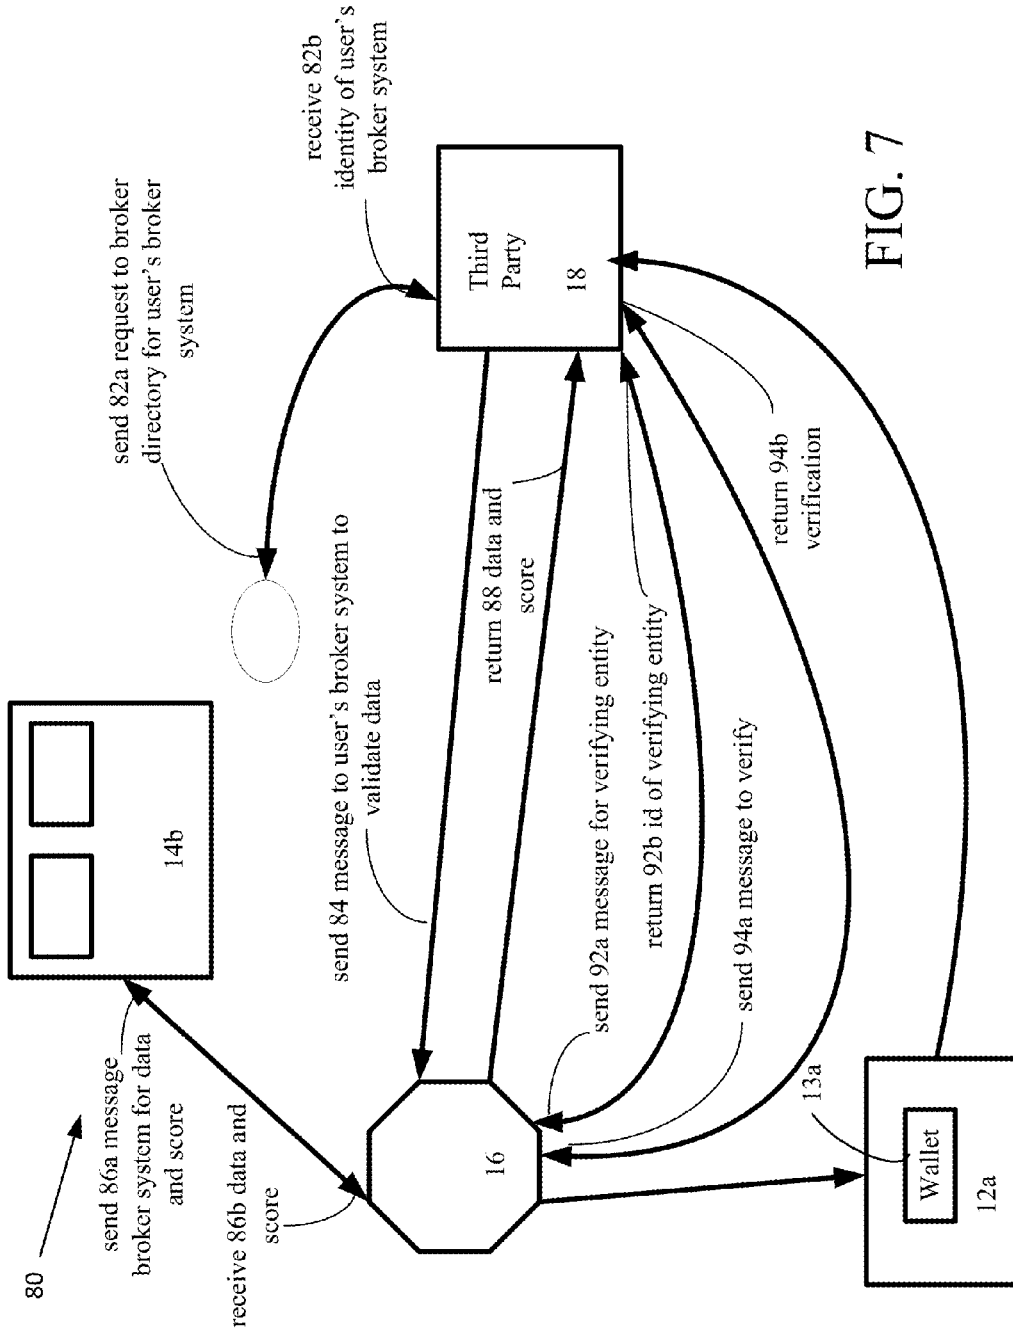 80
send 86a message
broker system for data
and score
receive 86b data and
score
14b
send 82a request to broker
directory for user's broker
system
receive 82b
identity of user's
broker system
Third
Party
18
send 84 message to user's broker system to
validate data
return 88 data and
score
16
send 92a message for verifying entity
return 92b id of verifying entity
send 94a message to verify
return 94b
verification
13a
Wallet
12a
FIG. 7